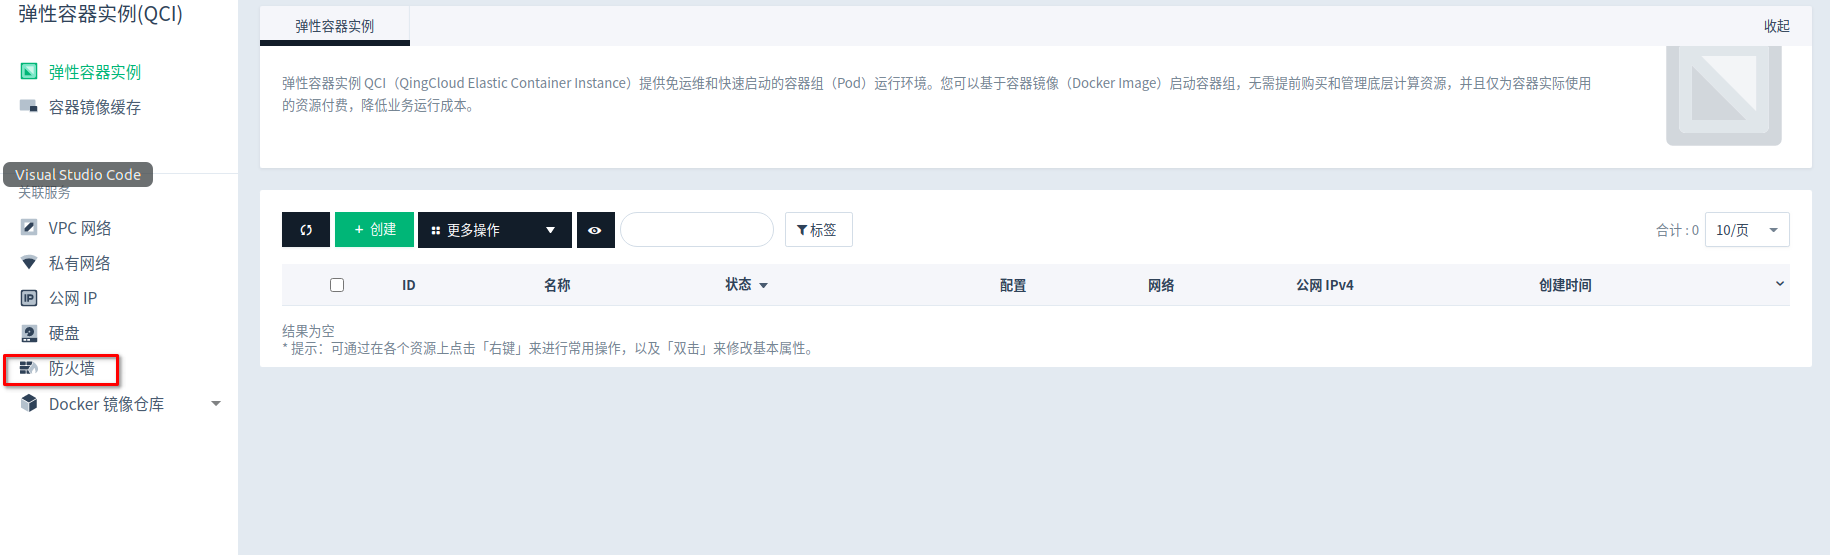 弹性容器实例(QCI)
弹性容器实例
容器镜像缓存
Visual Studio Code
关联服务
VPC 网络
私有网络
公网 IP
硬盘
防火墙
Docker 镜像仓库
弹性容器实例
收起
弹性容器实例 QCI（QingCloud Elastic Container Instance）提供免运维和快速启动的容器组（Pod）运行环境。您可以基于容器镜像（Docker Image）启动容器组，无需提前购买和管理底层计算资源，并且仅为容器实际使用
的资源付费，降低业务运行成本。
+ 创建 更多操作 标签 合计 : 0 10/页
ID 名称 状态 配置 网络 公网 IPv4 创建时间
结果为空
* 提示：可通过在各个资源上点击「右键」来进行常用操作，以及「双击」来修改基本属性。